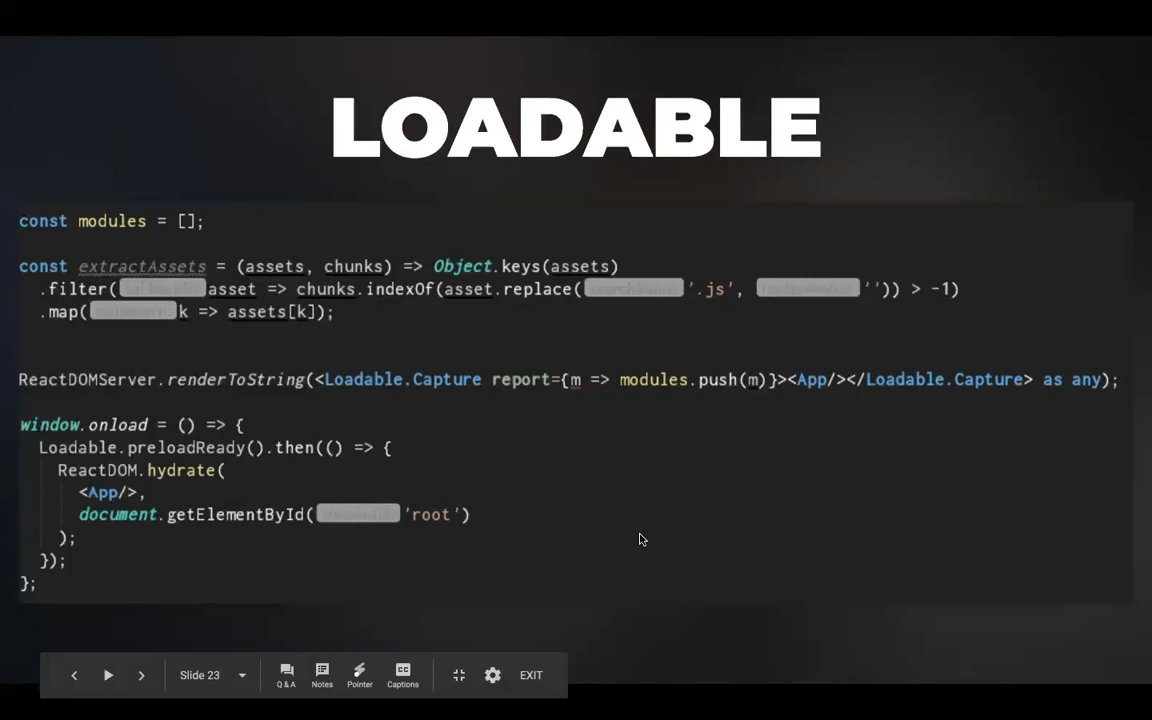 LOADABLE
const modules = [];
const extractAssets = (assets, chunks) => Object.keys(assets)
.filter( asset => chunks.indexOf(asset.replace( '.js', '')) > -1)
.map( k => assets[k]);
ReactDOMServer.renderToString(<Loadable.Capture report={m => modules.push(m)}><App/></Loadable.Capture> as any);
window.onload = () => {
Loadable.preloadReady().then(() => {
ReactDOM.hydrate(
<App/>,
document.getElementById( 'root')
);
});
};
Slide 23
Q & A
Notes
Pointer
CC
Captions
EXIT